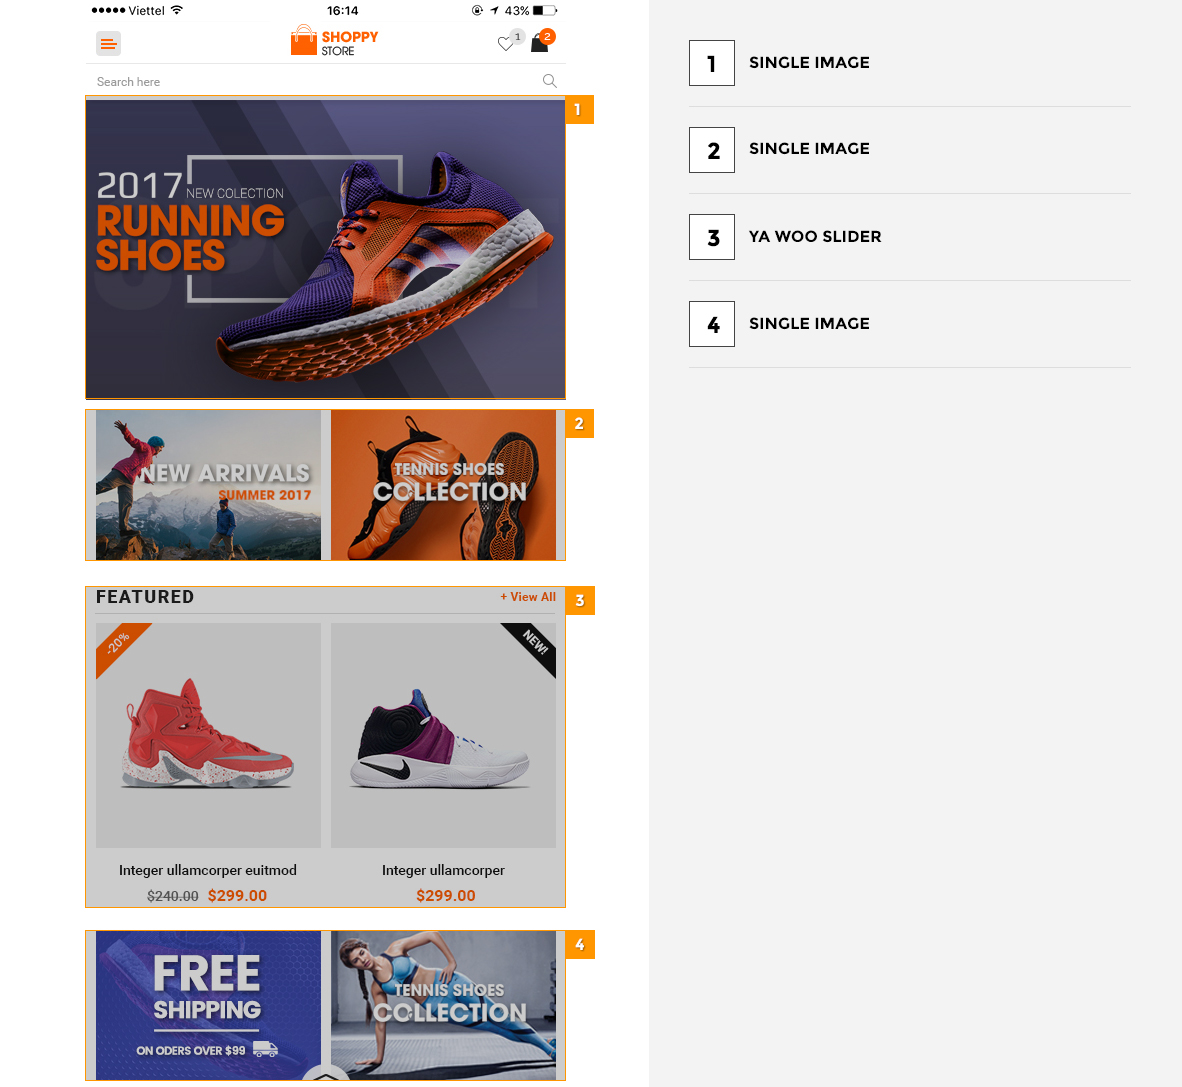 Viettel 16:14 43%
SHOPPY
STORE
1 2
Search here
1
2017 NEW COLECTION
RUNNING
SHOES
2
NEW ARRIVALS
SUMMER 2017
TENNIS SHOES
COLLECTION
FEATURED + View All 3
-20%
NEW!
Integer ullamcorper euitmod
$240.00 $299.00
Integer ullamcorper
$299.00
4
FREE
SHIPPING
ON ODERS OVER $99
TENNIS SHOES
COLLECTION
1 SINGLE IMAGE
2 SINGLE IMAGE
3 YA WOO SLIDER
4 SINGLE IMAGE